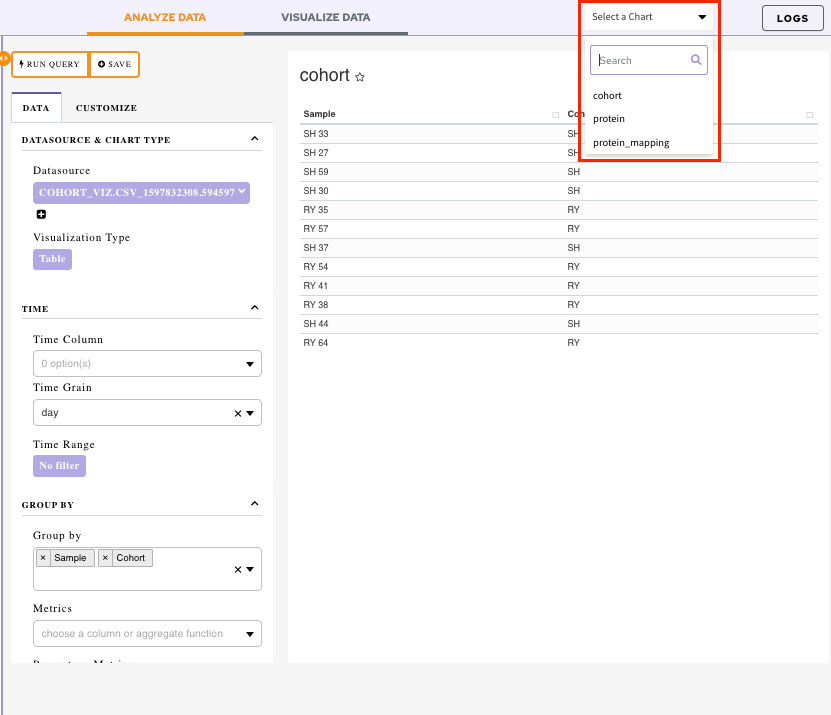 ANALYZE DATA
VISUALIZE DATA
Select a Chart
LOGS
Search
cohort
protein
protein_mapping
RUN QUERY
SAVE
DATA
CUSTOMIZE
DATASOURCE & CHART TYPE
Datasource
COHORT_VIZ.CSV_1597832308.594597
Visualization Type
Table
TIME
Time Column
0 option(s)
Time Grain
day
Time Range
No filter
GROUP BY
Group by
× Sample × Cohort
Metrics
choose a column or aggregate function
cohort
Sample
SH 33 SH
SH 27 SH
SH 59 SH
SH 30 SH
RY 35 RY
RY 57 RY
SH 37 SH
RY 54 RY
RY 41 RY
RY 38 RY
SH 44 SH
RY 64 RY